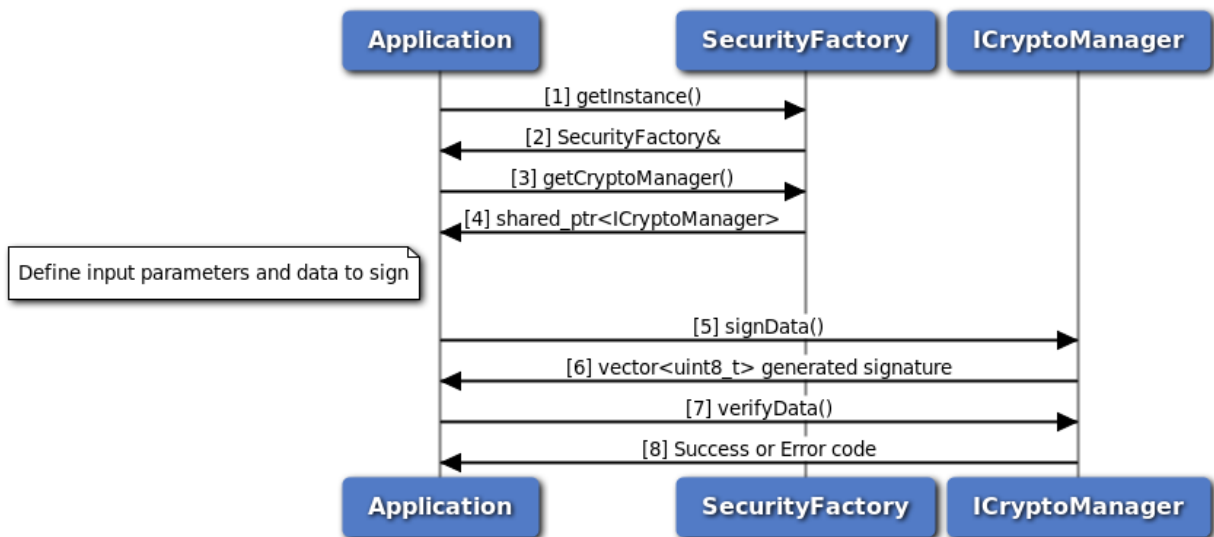 Application
SecurityFactory
ICryptoManager
[1] getInstance()
[2] SecurityFactory&
[3] getCryptoManager()
[4] shared_ptr<ICryptoManager>
Define input parameters and data to sign
[5] signData()
[6] vector<uint8_t> generated signature
[7] verifyData()
[8] Success or Error code
Application
SecurityFactory
ICryptoManager